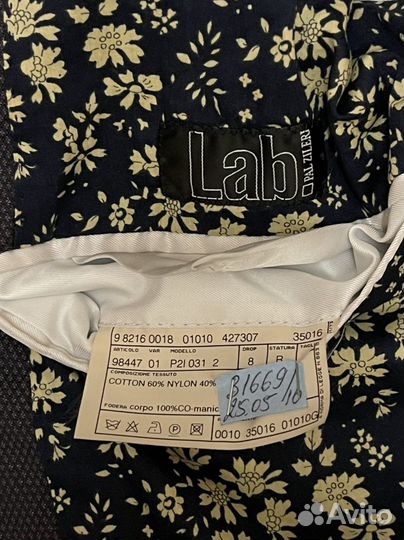 Lab
PAL ZILERI
9 8216 0018 01010 427307 35016
ARTICOLO VAR MODELLO DROP STATURA TAGLIA
98447 01 P2I 031 2 8 R
COMPOSIZIONE TESSUTO
COTTON 60% NYLON 40%
B1669
25.05 10
FODERA corpo 100%CO-manic
0010 35016 01010G
Avito